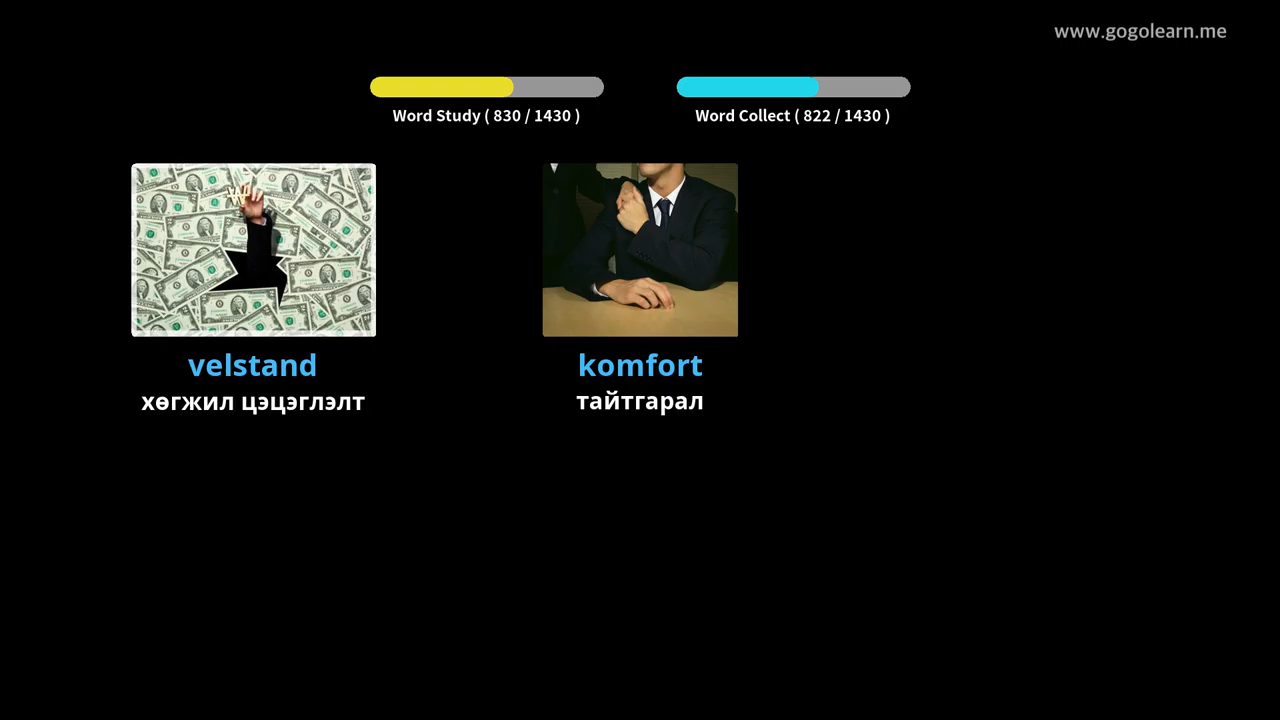 www.gogolearn.me
Word Study ( 830 / 1430 )
Word Collect ( 822 / 1430 )
velstand
komfort
хөгжил цэцэглэлт
тайтгарал